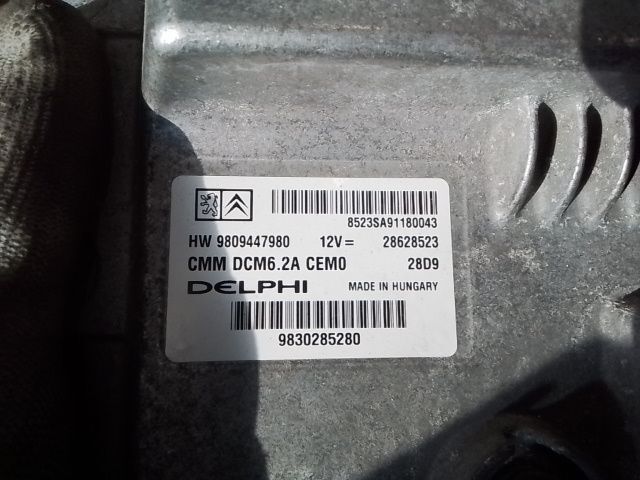 8523SA91180043
HW 9809447980 12V= 28628523
CMM DCM6.2A CEM0 28D9
DELPHI MADE IN HUNGARY
9830285280